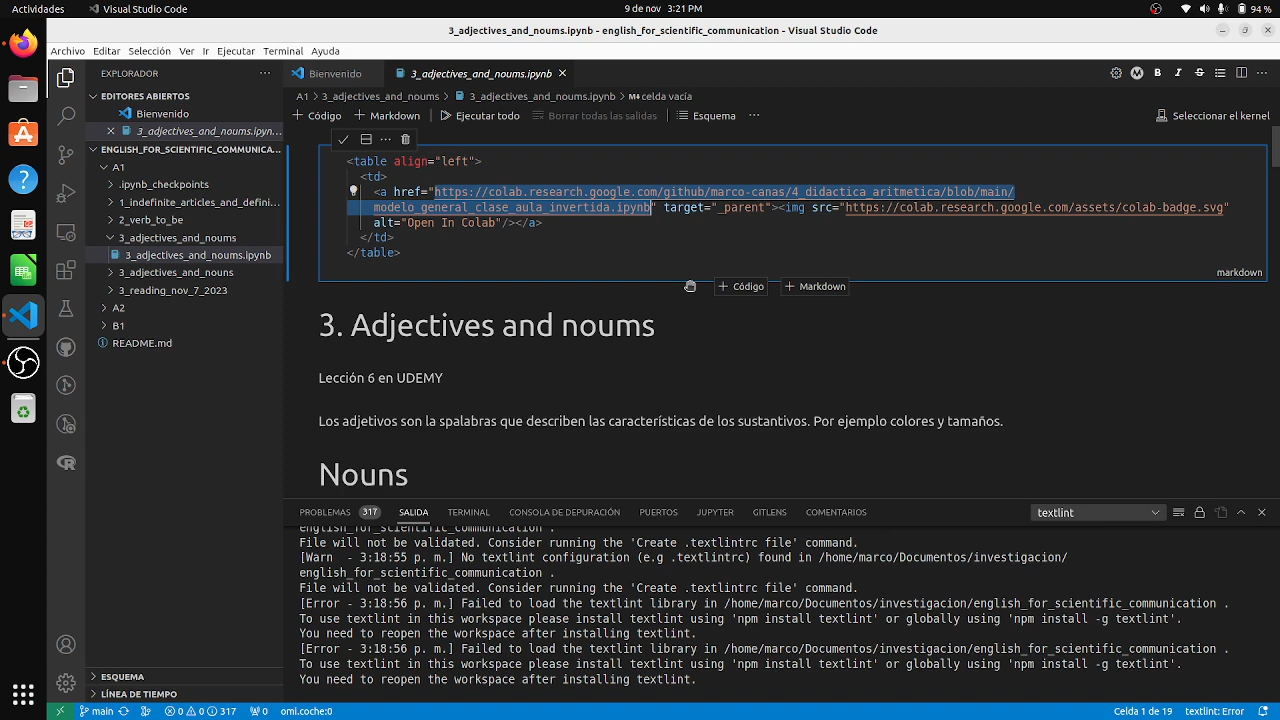 Actividades
Visual Studio Code
9 de nov 3:21 PM
94 %
3_adjectives_and_noums.ipynb - english_for_scientific_communication - Visual Studio Code
Archivo Editar Selección Ver Ir Ejecutar Terminal Ayuda
EXPLORADOR
EDITORES ABIERTOS
Bienvenido
3_adjectives_and_noums.ipyn...
ENGLISH_FOR_SCIENTIFIC_COMMUNICA...
A1
.ipynb_checkpoints
1_indefinite_articles_and_defini...
2_verb_to_be
3_adjectives_and_noums
3_adjectives_and_noums.ipynb
3_adjectives_and_nouns
3_reading_nov_7_2023
A2
B1
README.md
ESQUEMA
LÍNEA DE TIEMPO
Bienvenido
3_adjectives_and_noums.ipynb
A1 > 3_adjectives_and_noums > 3_adjectives_and_noums.ipynb > celda vacía
+ Código + Markdown Ejecutar todo Borrar todas las salidas Esquema ... Seleccionar el kernel
<table align="left">
<td>
<a href="https://colab.research.google.com/github/marco-canas/4_didactica_aritmetica/blob/main/
modelo_general_clase_aula_invertida.ipynb" target="_parent"><img src="https://colab.research.google.com/assets/colab-badge.svg"
alt="Open In Colab"/></a>
</td>
</table>
markdown
+ Código + Markdown
3. Adjectives and noums
Lección 6 en UDEMY
Los adjetivos son la spalabras que describen las características de los sustantivos. Por ejemplo colores y tamaños.
Nouns
PROBLEMAS 317 SALIDA TERMINAL CONSOLA DE DEPURACIÓN PUERTOS JUPYTER GITLENS COMENTARIOS textlint
english_for_scientific_communication .
File will not be validated. Consider running the 'Create .textlintrc file' command.
[Warn - 3:18:55 p. m.] No textlint configuration (e.g .textlintrc) found in /home/marco/Documentos/investigacion/
english_for_scientific_communication .
File will not be validated. Consider running the 'Create .textlintrc file' command.
[Error - 3:18:56 p. m.] Failed to load the textlint library in /home/marco/Documentos/investigacion/english_for_scientific_communication .
To use textlint in this workspace please install textlint using 'npm install textlint' or globally using 'npm install -g textlint'.
You need to reopen the workspace after installing textlint.
[Error - 3:18:56 p. m.] Failed to load the textlint library in /home/marco/Documentos/investigacion/english_for_scientific_communication .
To use textlint in this workspace please install textlint using 'npm install textlint' or globally using 'npm install -g textlint'.
You need to reopen the workspace after installing textlint.
main 0 0 317 0 omi.coche:0 Celda 1 de 19 textlint: Error